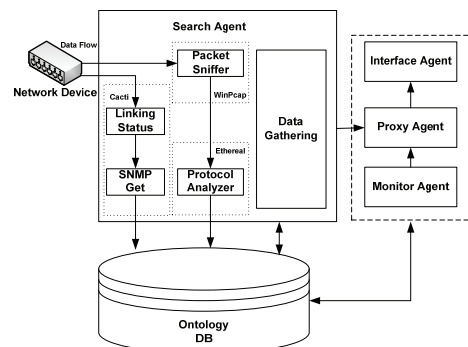 Search Agent
Data Flow
Network Device
Packet
Sniffer
WinPcap
Cacti
Linking
Status
SNMP
Get
Ethereal
Protocol
Analyzer
Data
Gathering
Interface Agent
Proxy Agent
Monitor Agent
Ontology
DB